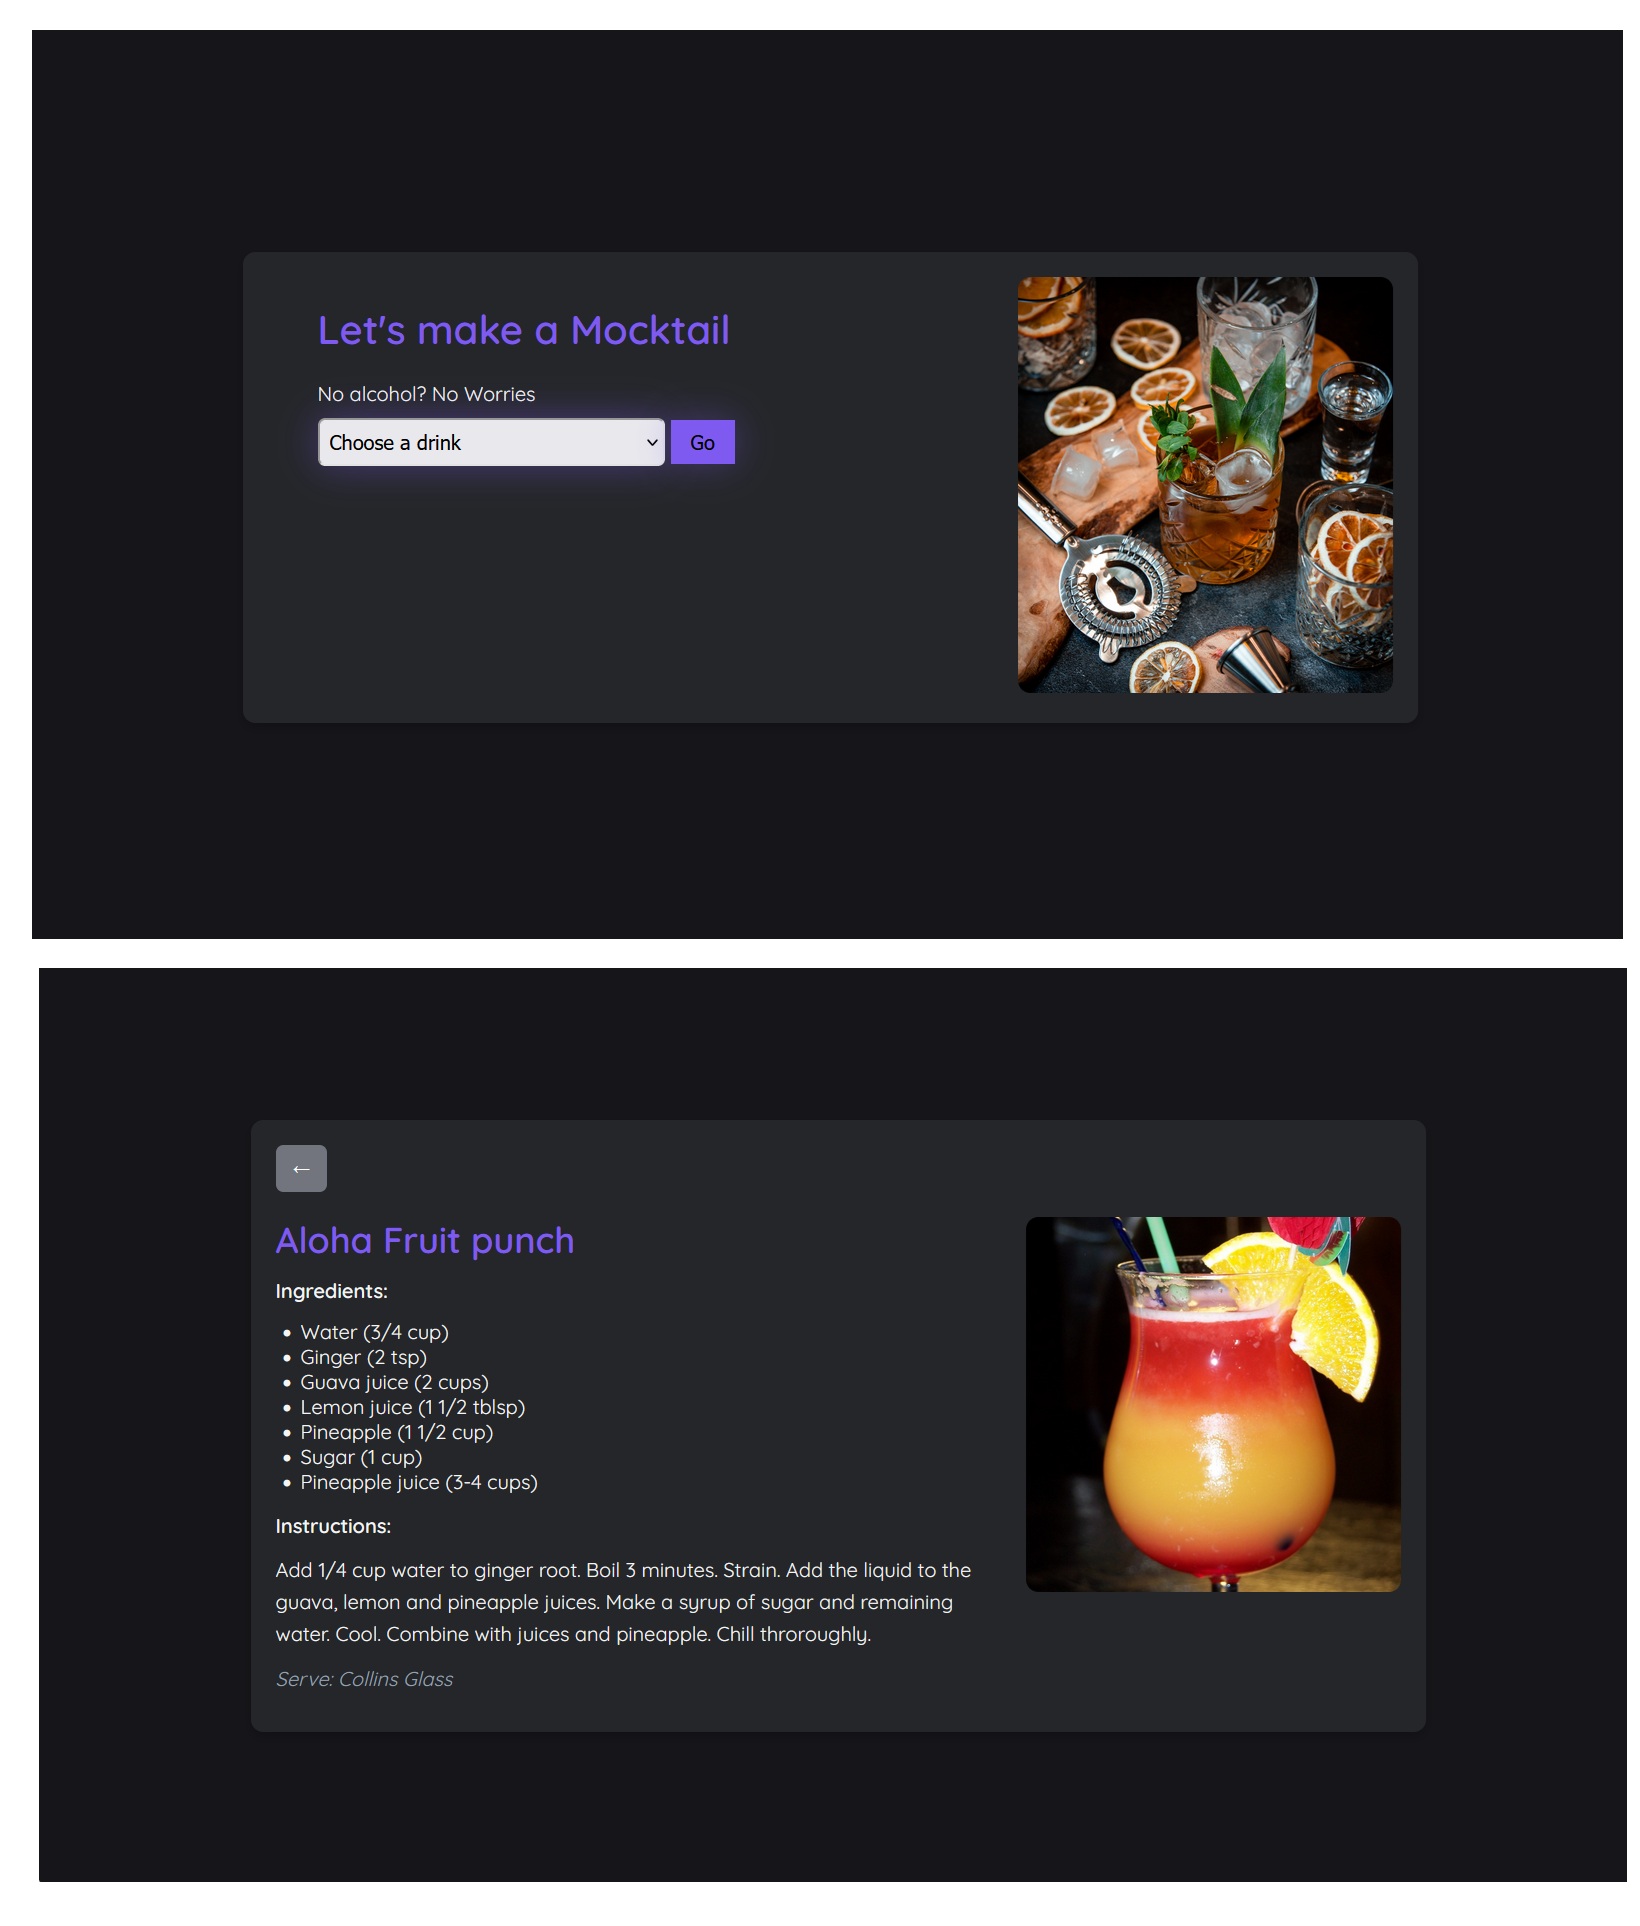 Let's make a Mocktail
No alcohol? No Worries
Choose a drink
Go
←
Aloha Fruit punch
Ingredients:
• Water (3/4 cup)
• Ginger (2 tsp)
• Guava juice (2 cups)
• Lemon juice (1 1/2 tblsp)
• Pineapple (1 1/2 cup)
• Sugar (1 cup)
• Pineapple juice (3-4 cups)
Instructions:
Add 1/4 cup water to ginger root. Boil 3 minutes. Strain. Add the liquid to the
guava, lemon and pineapple juices. Make a syrup of sugar and remaining
water. Cool. Combine with juices and pineapple. Chill throroughly.
Serve: Collins Glass